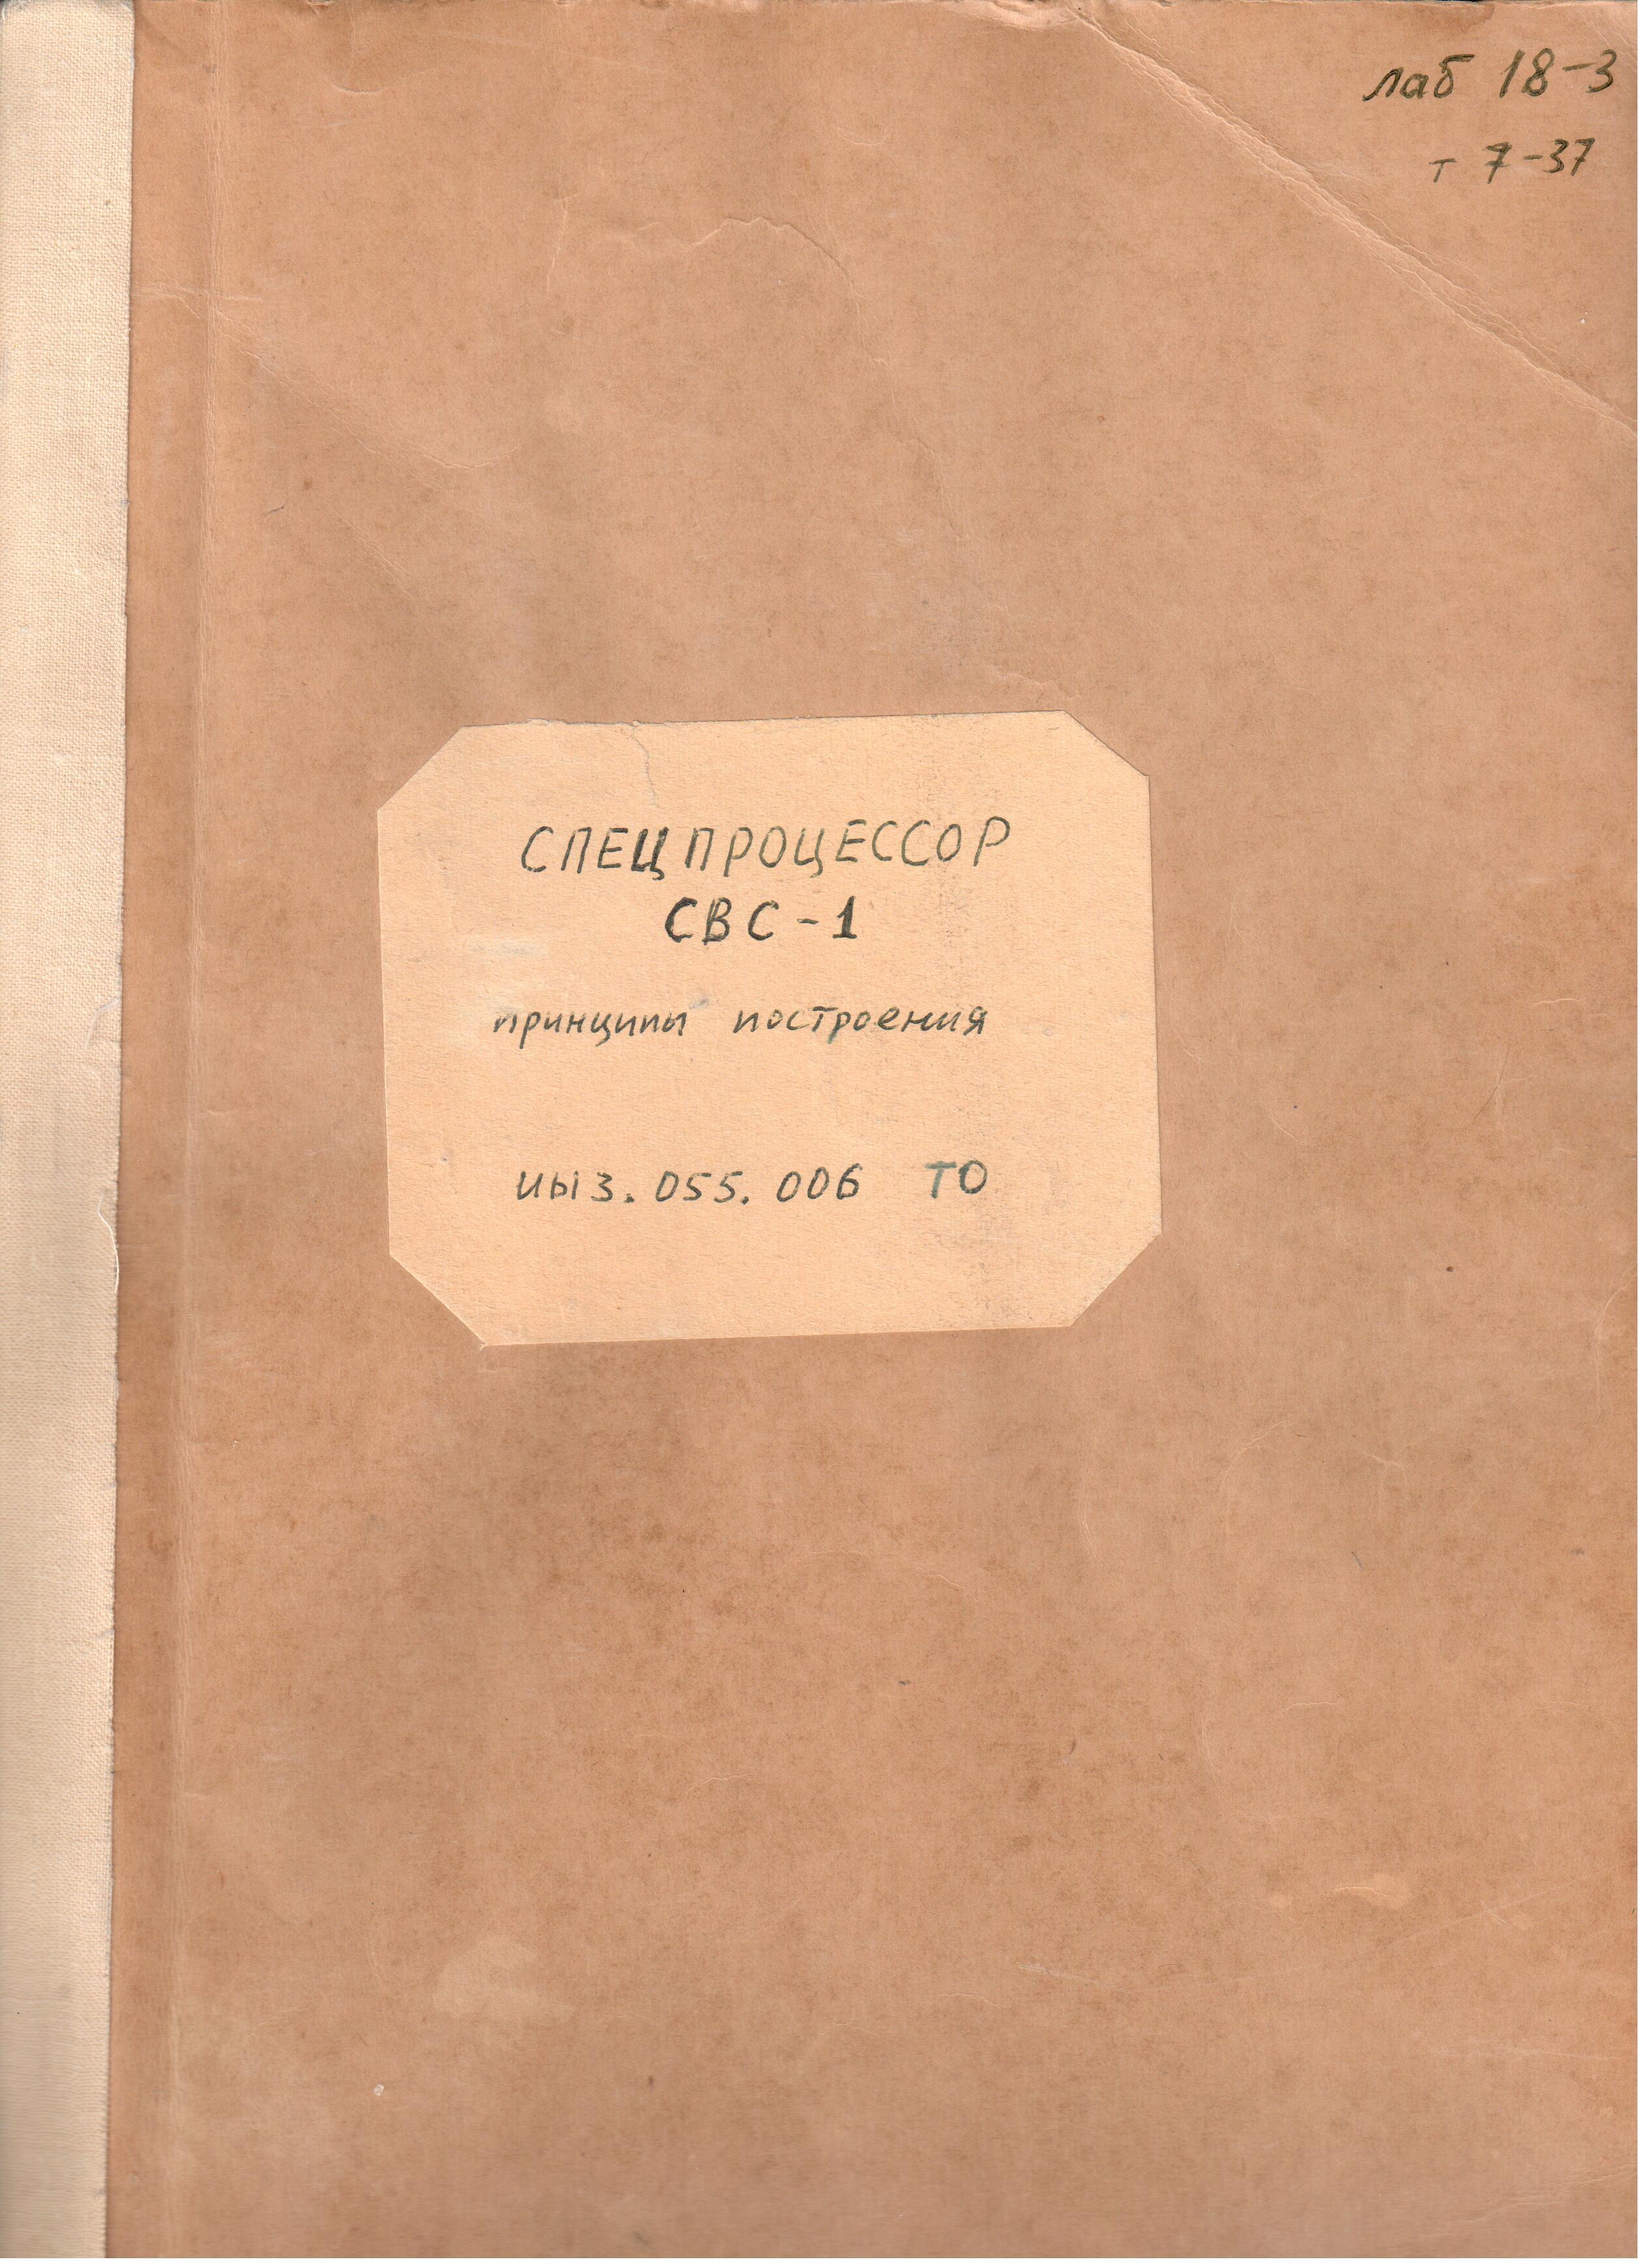 лаб 18-3
т 7-37
СПЕЦПРОЦЕССОР
СВС-1
принципы построения
ИЫ3.055.006 ТО